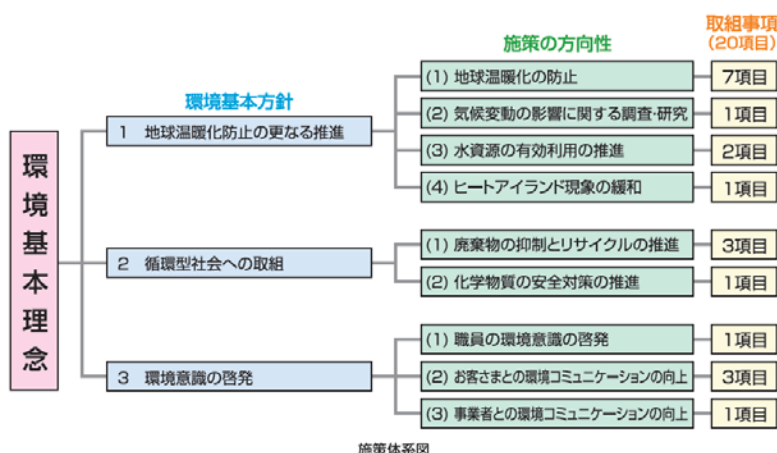 取組事項
(20項目)
施策の方向性
環境基本方針
環境基本理念
1 地球温暖化防止の更なる推進
(1) 地球温暖化の防止
7項目
(2) 気候変動の影響に関する調査・研究
1項目
(3) 水資源の有効利用の推進
2項目
(4) ヒートアイランド現象の緩和
1項目
2 循環型社会への取組
(1) 廃棄物の抑制とリサイクルの推進
3項目
(2) 化学物質の安全対策の推進
1項目
3 環境意識の啓発
(1) 職員の環境意識の啓発
1項目
(2) お客さまとの環境コミュニケーションの向上
3項目
(3) 事業者との環境コミュニケーションの向上
1項目
施策体系図